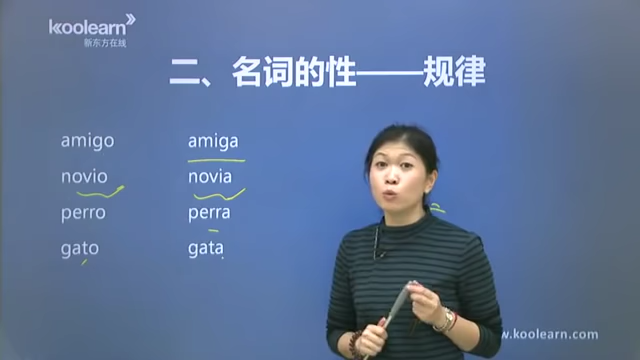 koolearn
新东方在线
二、名词的性——规律
amigo amiga
novio novia
perro perra
gato gata
www.koolearn.com